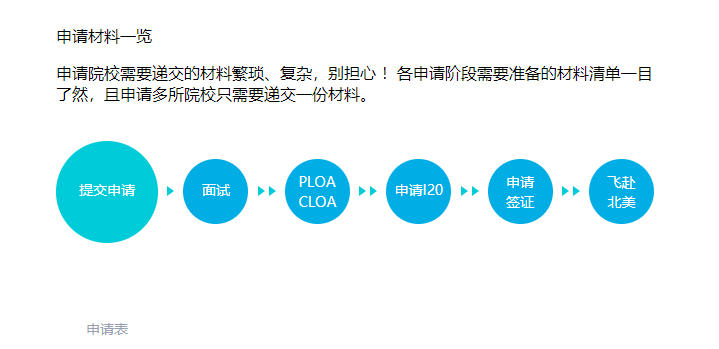 申请材料一览
申请院校需要递交的材料繁琐、复杂，别担心！各申请阶段需要准备的材料清单一目
了然，且申请多所院校只需要递交一份材料。
提交申请
面试
PLOA
CLOA
申请I20
申请
签证
飞赴
北美
申请表